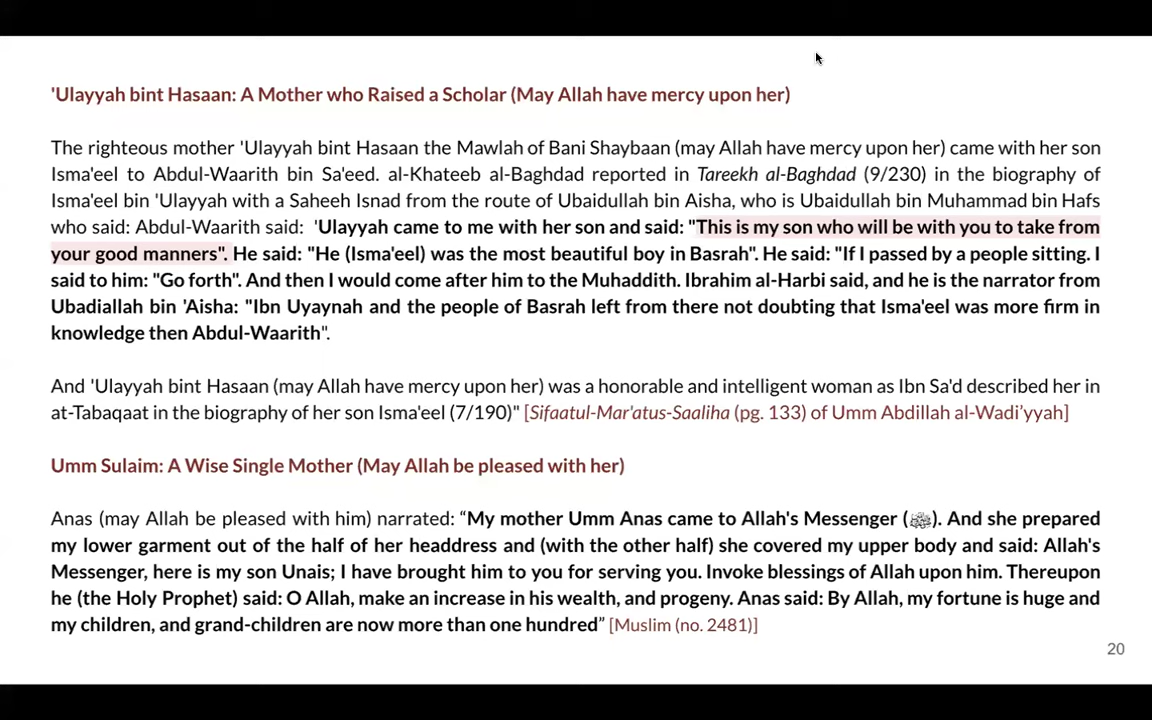 'Ulayyah bint Hasaan: A Mother who Raised a Scholar (May Allah have mercy upon her)
The righteous mother 'Ulayyah bint Hasaan the Mawlah of Bani Shaybaan (may Allah have mercy upon her) came with her son
Isma'eel to Abdul-Waarith bin Sa'eed. al-Khateeb al-Baghdad reported in Tareekh al-Baghdad (9/230) in the biography of
Isma'eel bin 'Ulayyah with a Saheeh Isnad from the route of Ubaidullah bin Aisha, who is Ubaidullah bin Muhammad bin Hafs
who said: Abdul-Waarith said: 'Ulayyah came to me with her son and said: "This is my son who will be with you to take from
your good manners". He said: "He (Isma'eel) was the most beautiful boy in Basrah". He said: "If I passed by a people sitting. I
said to him: "Go forth". And then I would come after him to the Muhaddith. Ibrahim al-Harbi said, and he is the narrator from
Ubadiallah bin 'Aisha: "Ibn Uyaynah and the people of Basrah left from there not doubting that Isma'eel was more firm in
knowledge then Abdul-Waarith".
And 'Ulayyah bint Hasaan (may Allah have mercy upon her) was a honorable and intelligent woman as Ibn Sa'd described her in
at-Tabaqaat in the biography of her son Isma'eel (7/190)" [Sifaatul-Mar'atus-Saaliha (pg. 133) of Umm Abdillah al-Wadi’yyah]
Umm Sulaim: A Wise Single Mother (May Allah be pleased with her)
Anas (may Allah be pleased with him) narrated: “My mother Umm Anas came to Allah's Messenger (ﷺ). And she prepared
my lower garment out of the half of her headdress and (with the other half) she covered my upper body and said: Allah's
Messenger, here is my son Unais; I have brought him to you for serving you. Invoke blessings of Allah upon him. Thereupon
he (the Holy Prophet) said: O Allah, make an increase in his wealth, and progeny. Anas said: By Allah, my fortune is huge and
my children, and grand-children are now more than one hundred” [Muslim (no. 2481)]
20